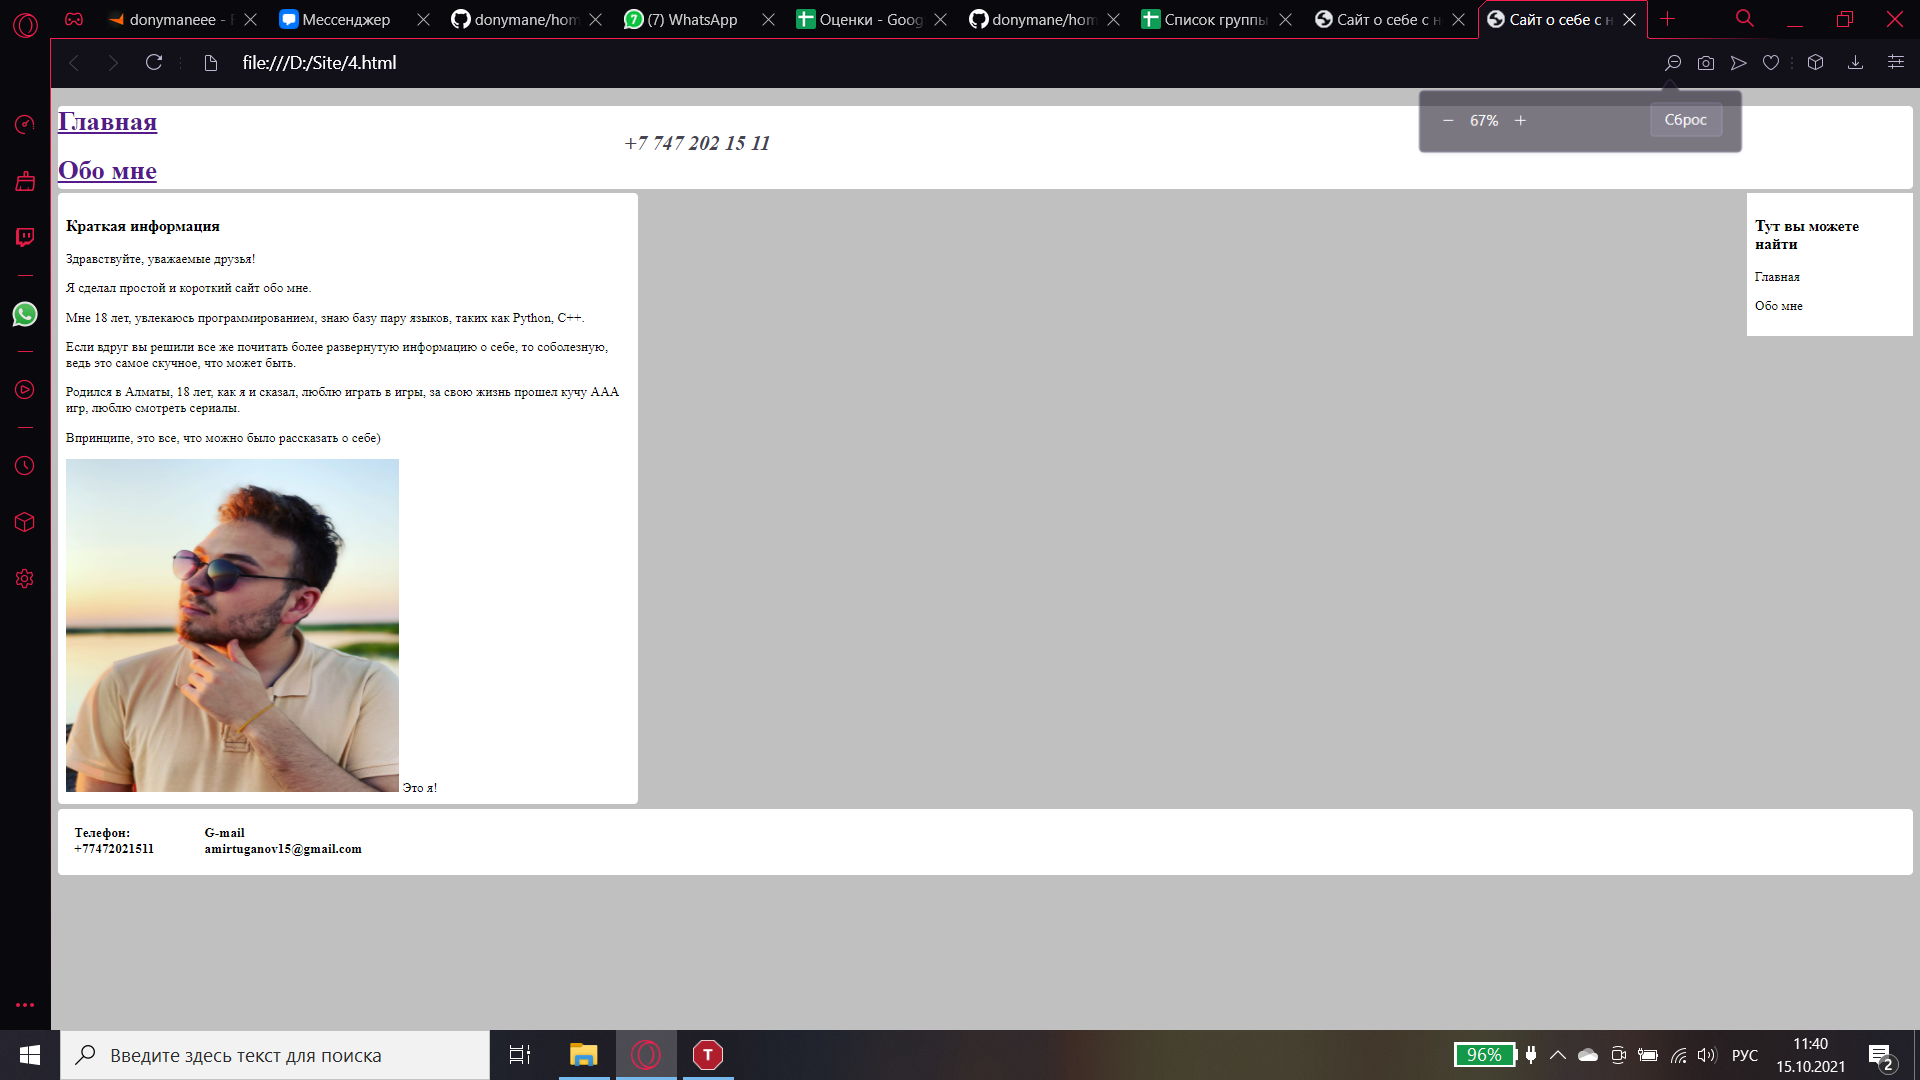 donymaneee - F
Мессенджер
donymane/hom
(7) WhatsApp
Оценки - Goog
donymane/hom
Список группы
Сайт о себе с н
Сайт о себе с н
file:///D:/Site/4.html
67%
Сброс
Главная
+7 747 202 15 11
Обо мне
Краткая информация
Здравствуйте, уважаемые друзья!
Я сделал простой и короткий сайт обо мне.
Мне 18 лет, увлекаюсь программированием, знаю базу пару языков, таких как Python, C++.
Если вдруг вы решили все же почитать более развернутую информацию о себе, то соболезную,
ведь это самое скучное, что может быть.
Родился в Алматы, 18 лет, как я и сказал, люблю играть в игры, за свою жизнь прошел кучу ААА
игр, люблю смотреть сериалы.
Впринципе, это все, что можно было рассказать о себе)
Это я!
Тут вы можете
найти
Главная
Обо мне
Телефон:
+77472021511
G-mail
amirtuganov15@gmail.com
Введите здесь текст для поиска
T
96%
РУС
11:40
15.10.2021
2